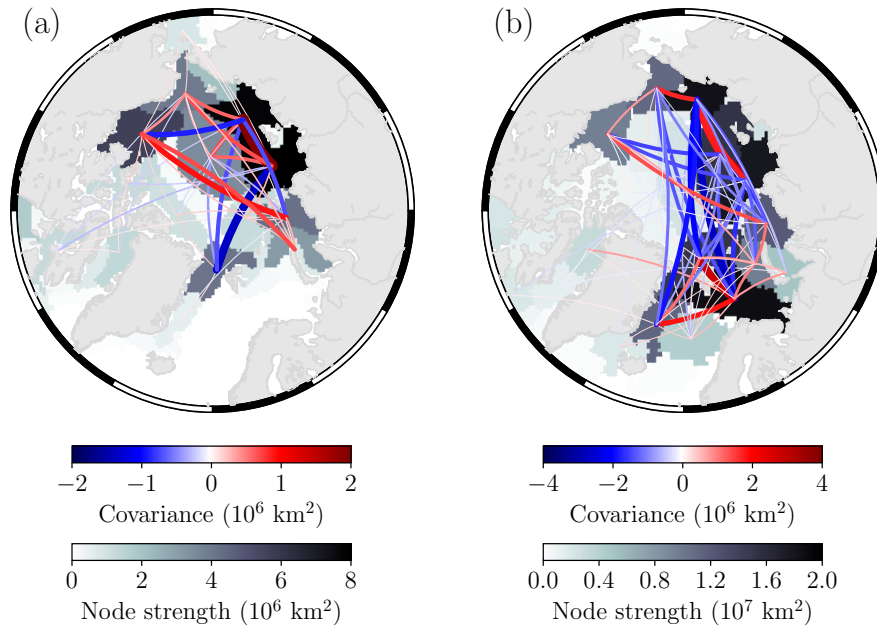 (a)
(b)
−2 −1 0 1 2
Covariance (10⁶ km²)
0 2 4 6 8
Node strength (10⁶ km²)
−4 −2 0 2 4
Covariance (10⁶ km²)
0.0 0.4 0.8 1.2 1.6 2.0
Node strength (10⁷ km²)